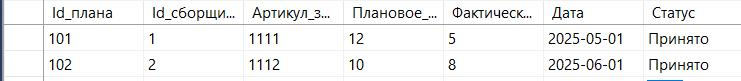 Id_плана Id_сборщи... Артикул_з... Плановое_... Фактическ... Дата Статус
101 1 1111 12 5 2025-05-01 Принято
102 2 1112 10 8 2025-06-01 Принято